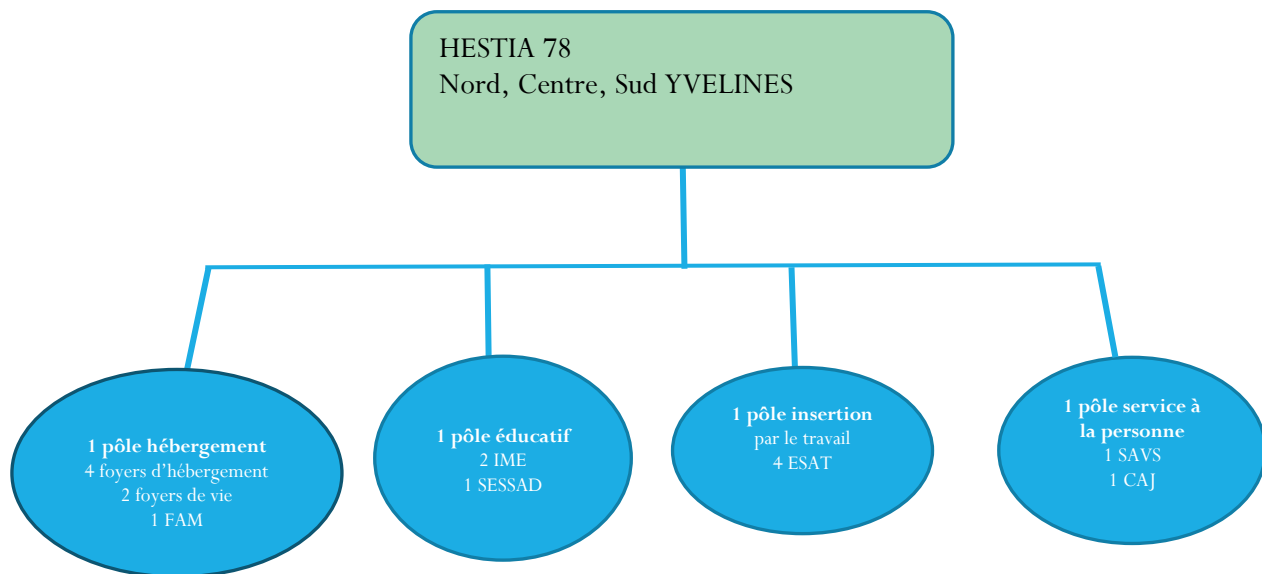 HESTIA 78
Nord, Centre, Sud YVELINES
1 pôle hébergement
4 foyers d’hébergement
2 foyers de vie
1 FAM
1 pôle éducatif
2 IME
1 SESSAD
1 pôle insertion
par le travail
4 ESAT
1 pôle service à
la personne
1 SAVS
1 CAJ